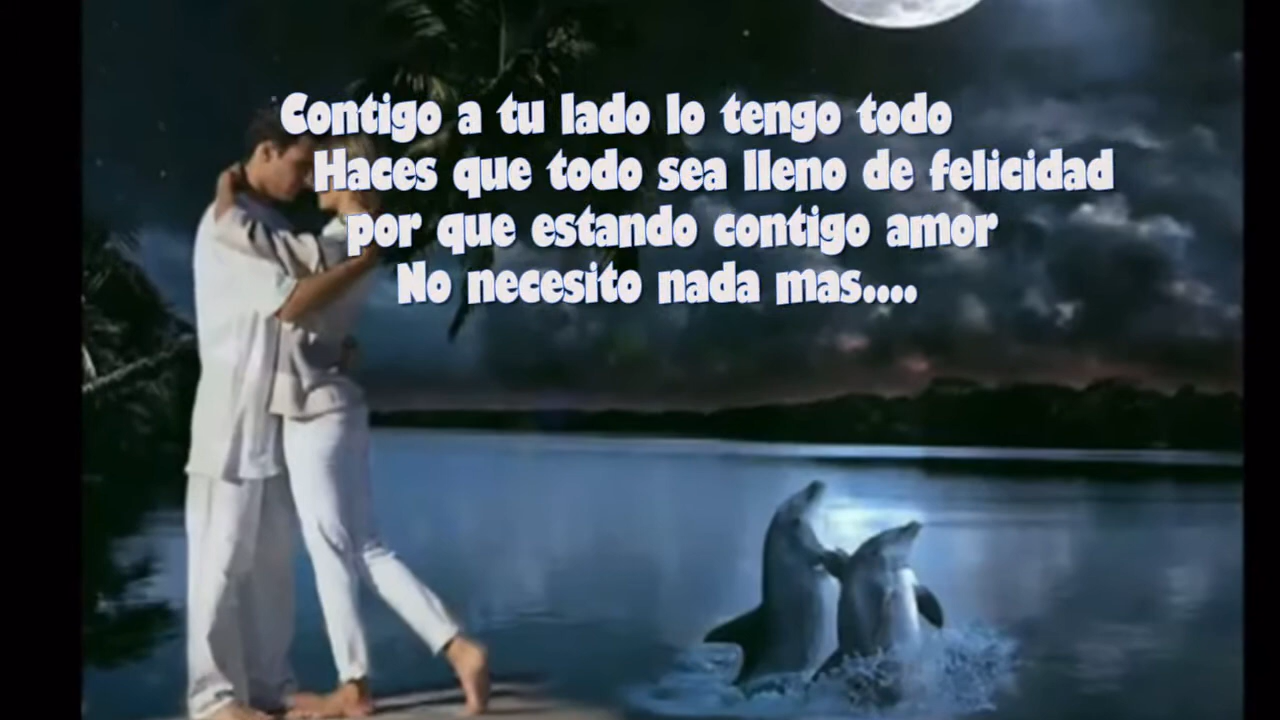 Contigo a tu lado lo tengo todo
Haces que todo sea lleno de felicidad
por que estando contigo amor
No necesito nada mas....